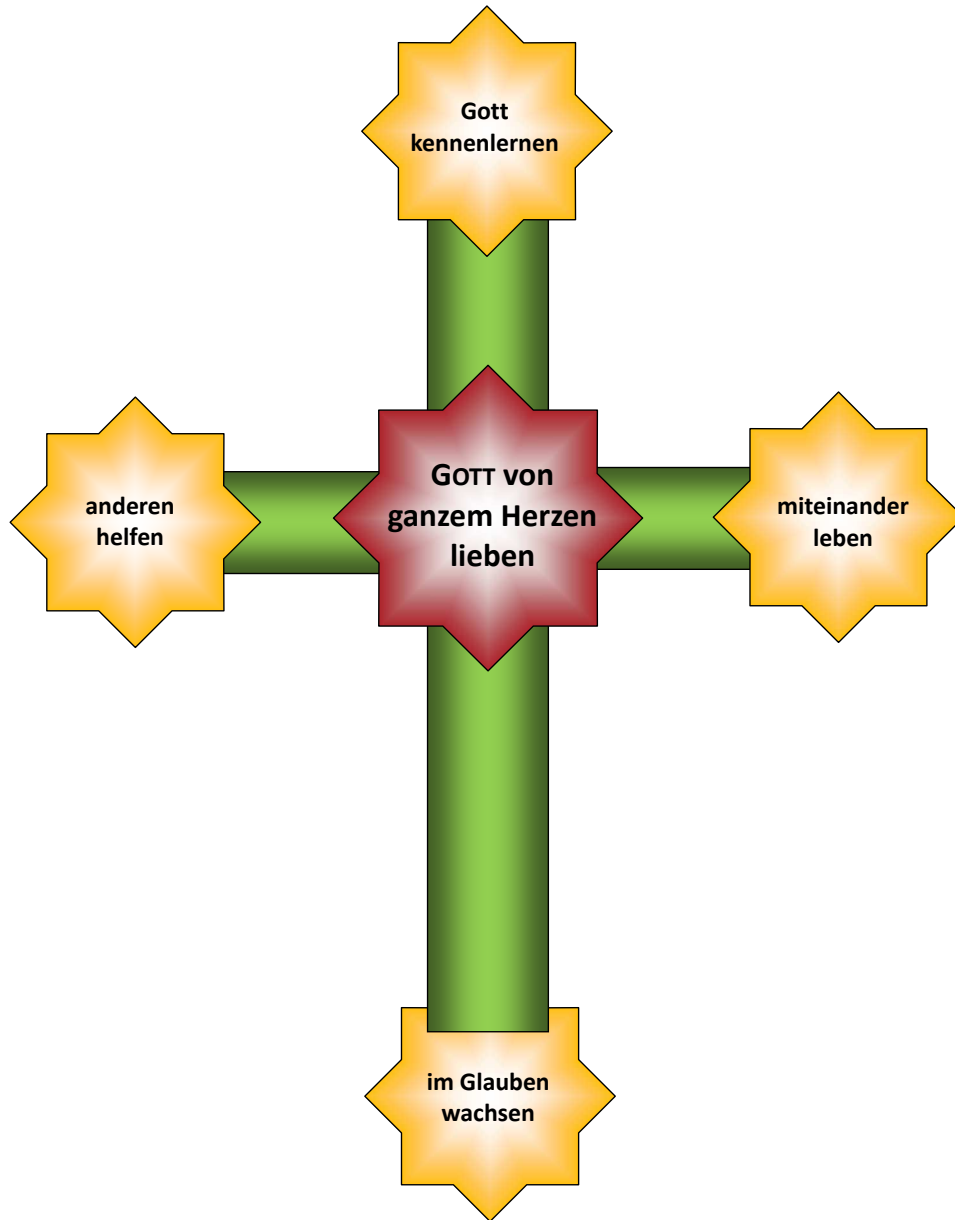 Gott
kennenlernen
anderen
helfen
GOTT von
ganzem Herzen
lieben
miteinander
leben
im Glauben
wachsen